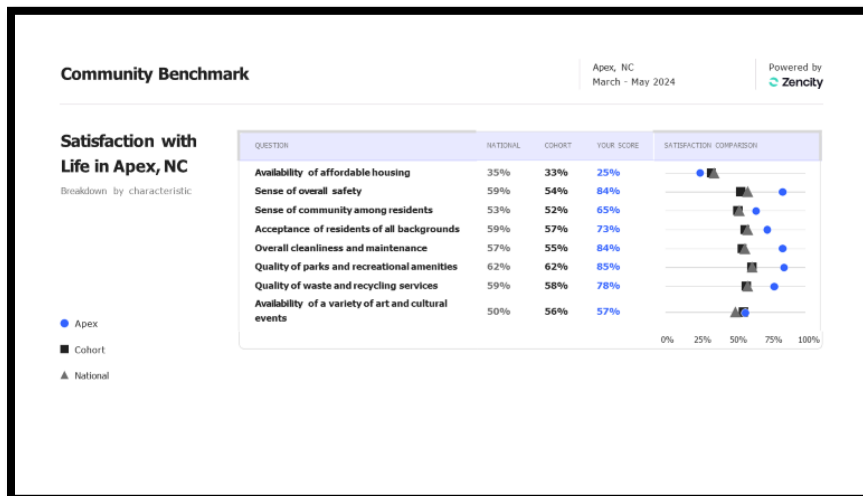 Community Benchmark
Apex, NC
March - May 2024
Powered by
Zencity
Satisfaction with
Life in Apex, NC
Breakdown by characteristic
QUESTION NATIONAL COHORT YOUR SCORE SATISFACTION COMPARISON
Availability of affordable housing 35% 33% 25%
Sense of overall safety 59% 54% 84%
Sense of community among residents 53% 52% 65%
Acceptance of residents of all backgrounds 59% 57% 73%
Overall cleanliness and maintenance 57% 55% 84%
Quality of parks and recreational amenities 62% 62% 85%
Quality of waste and recycling services 59% 58% 78%
Availability of a variety of art and cultural
events 50% 56% 57%
0% 25% 50% 75% 100%
Apex
Cohort
National